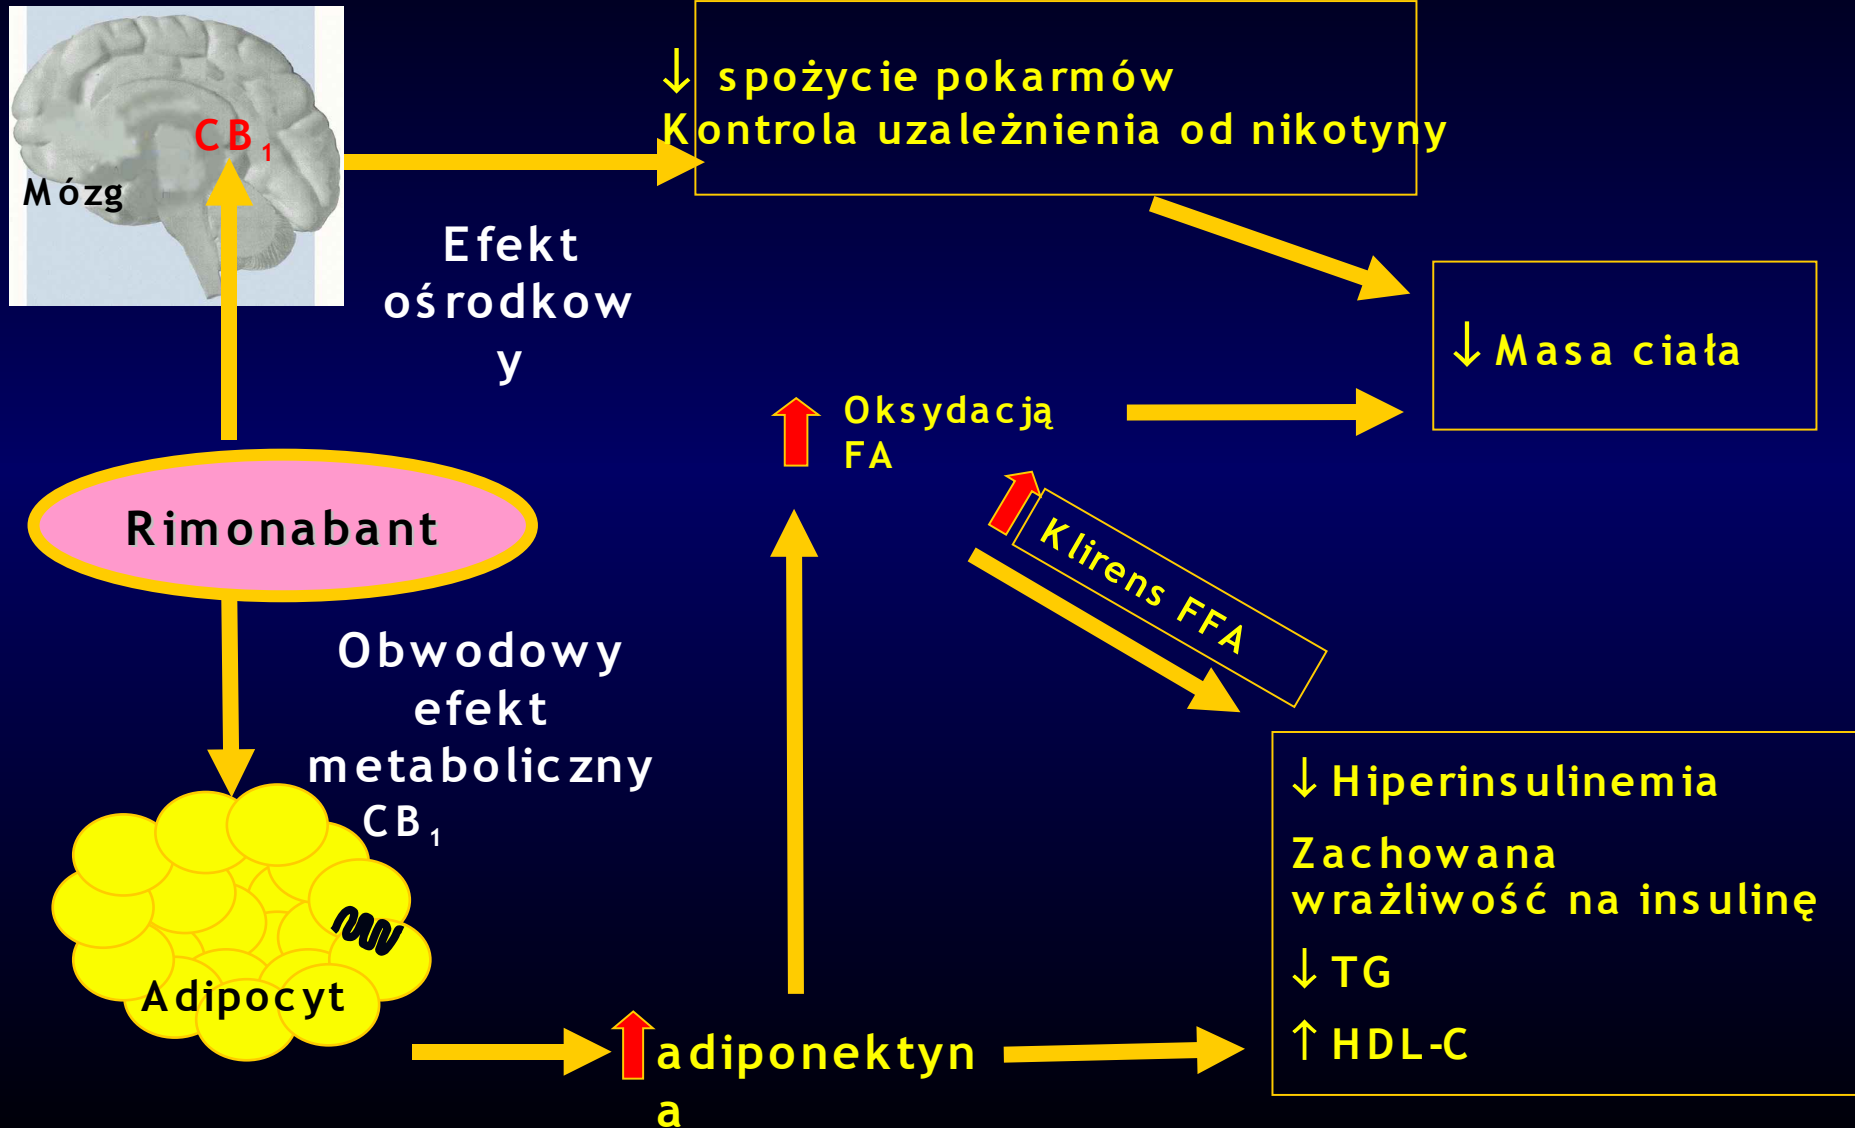 ↓ spożycie pokarmów
Kontrola uzależnienia od nikotyny
CB₁
Mózg
Efekt
ośrodkow
y
↓ Masa ciała
Oksydacją
FA
Rimonabant
Klirens FFA
Obwodowy
efekt
metaboliczny
CB₁
↓ Hiperinsulinemia
Zachowana
wrażliwość na insulinę
↓ TG
↑ HDL-C
Adipocyt
adiponektyn
a